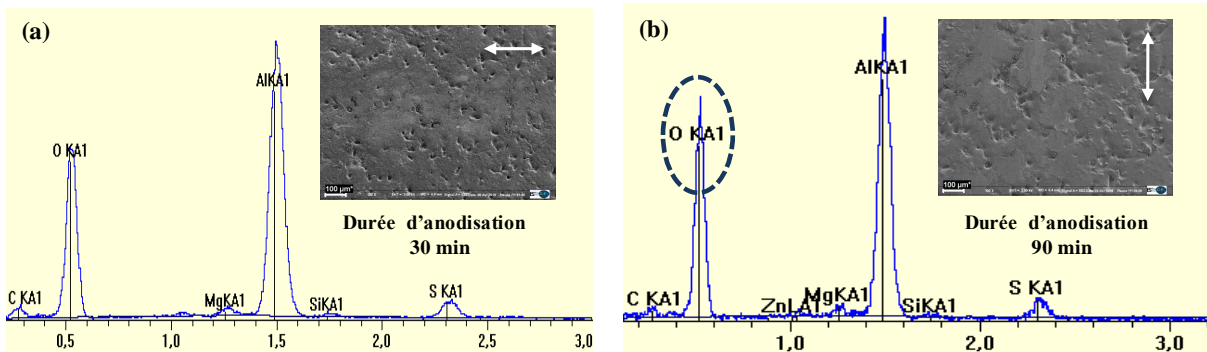 (a)
AlKA1
O KA1
C KA1
MgKA1
SiKA1
S KA1
100 µm*
Durée d'anodisation
30 min
0,5
1,0
1,5
2,0
2,5
3,0
(b)
AlKA1
O KA1
C KA1
ZnLA1
MgKA1
SiKA1
S KA1
100 µm*
Durée d'anodisation
90 min
1,0
2,0
3,0